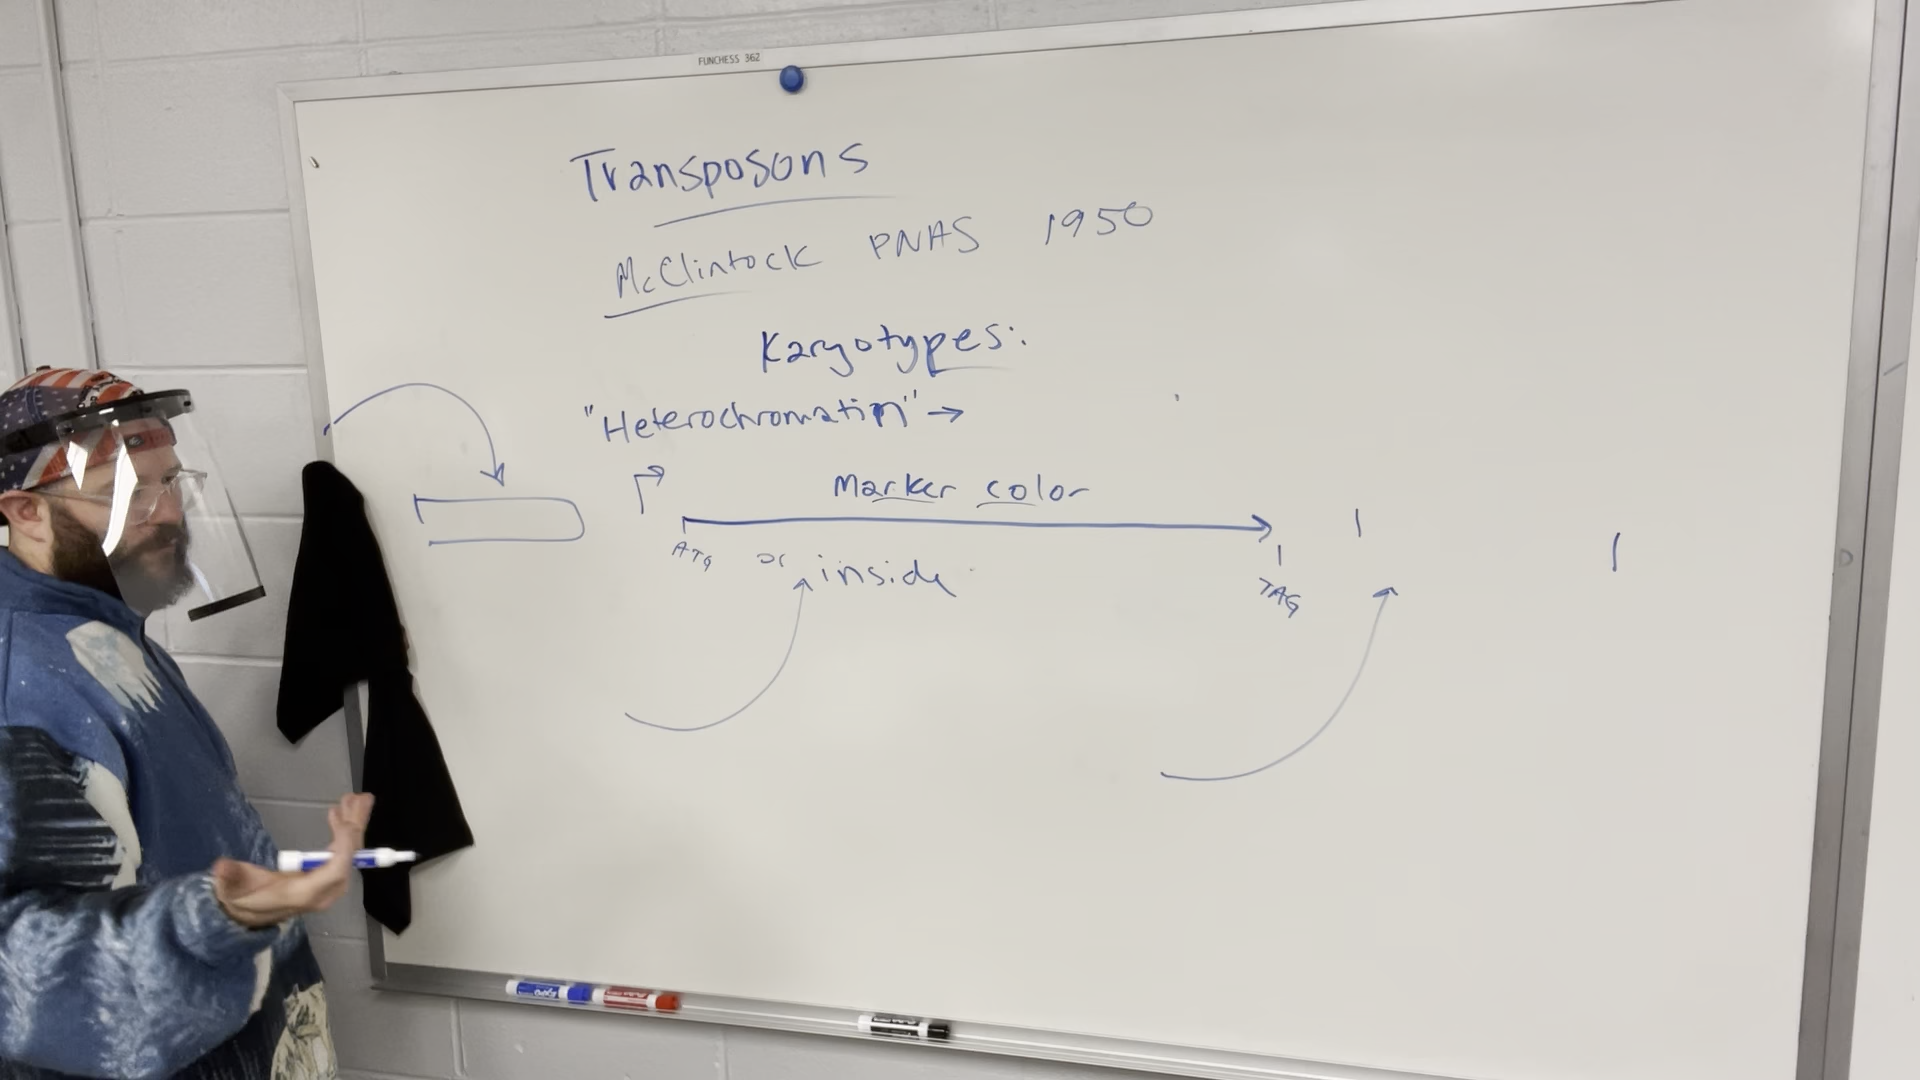 FUNCHESS 362
Transposons
McClintock PNAS 1950
Karyotypes:
"Heterochromatin" →
Marker color
ATG or inside
TAG